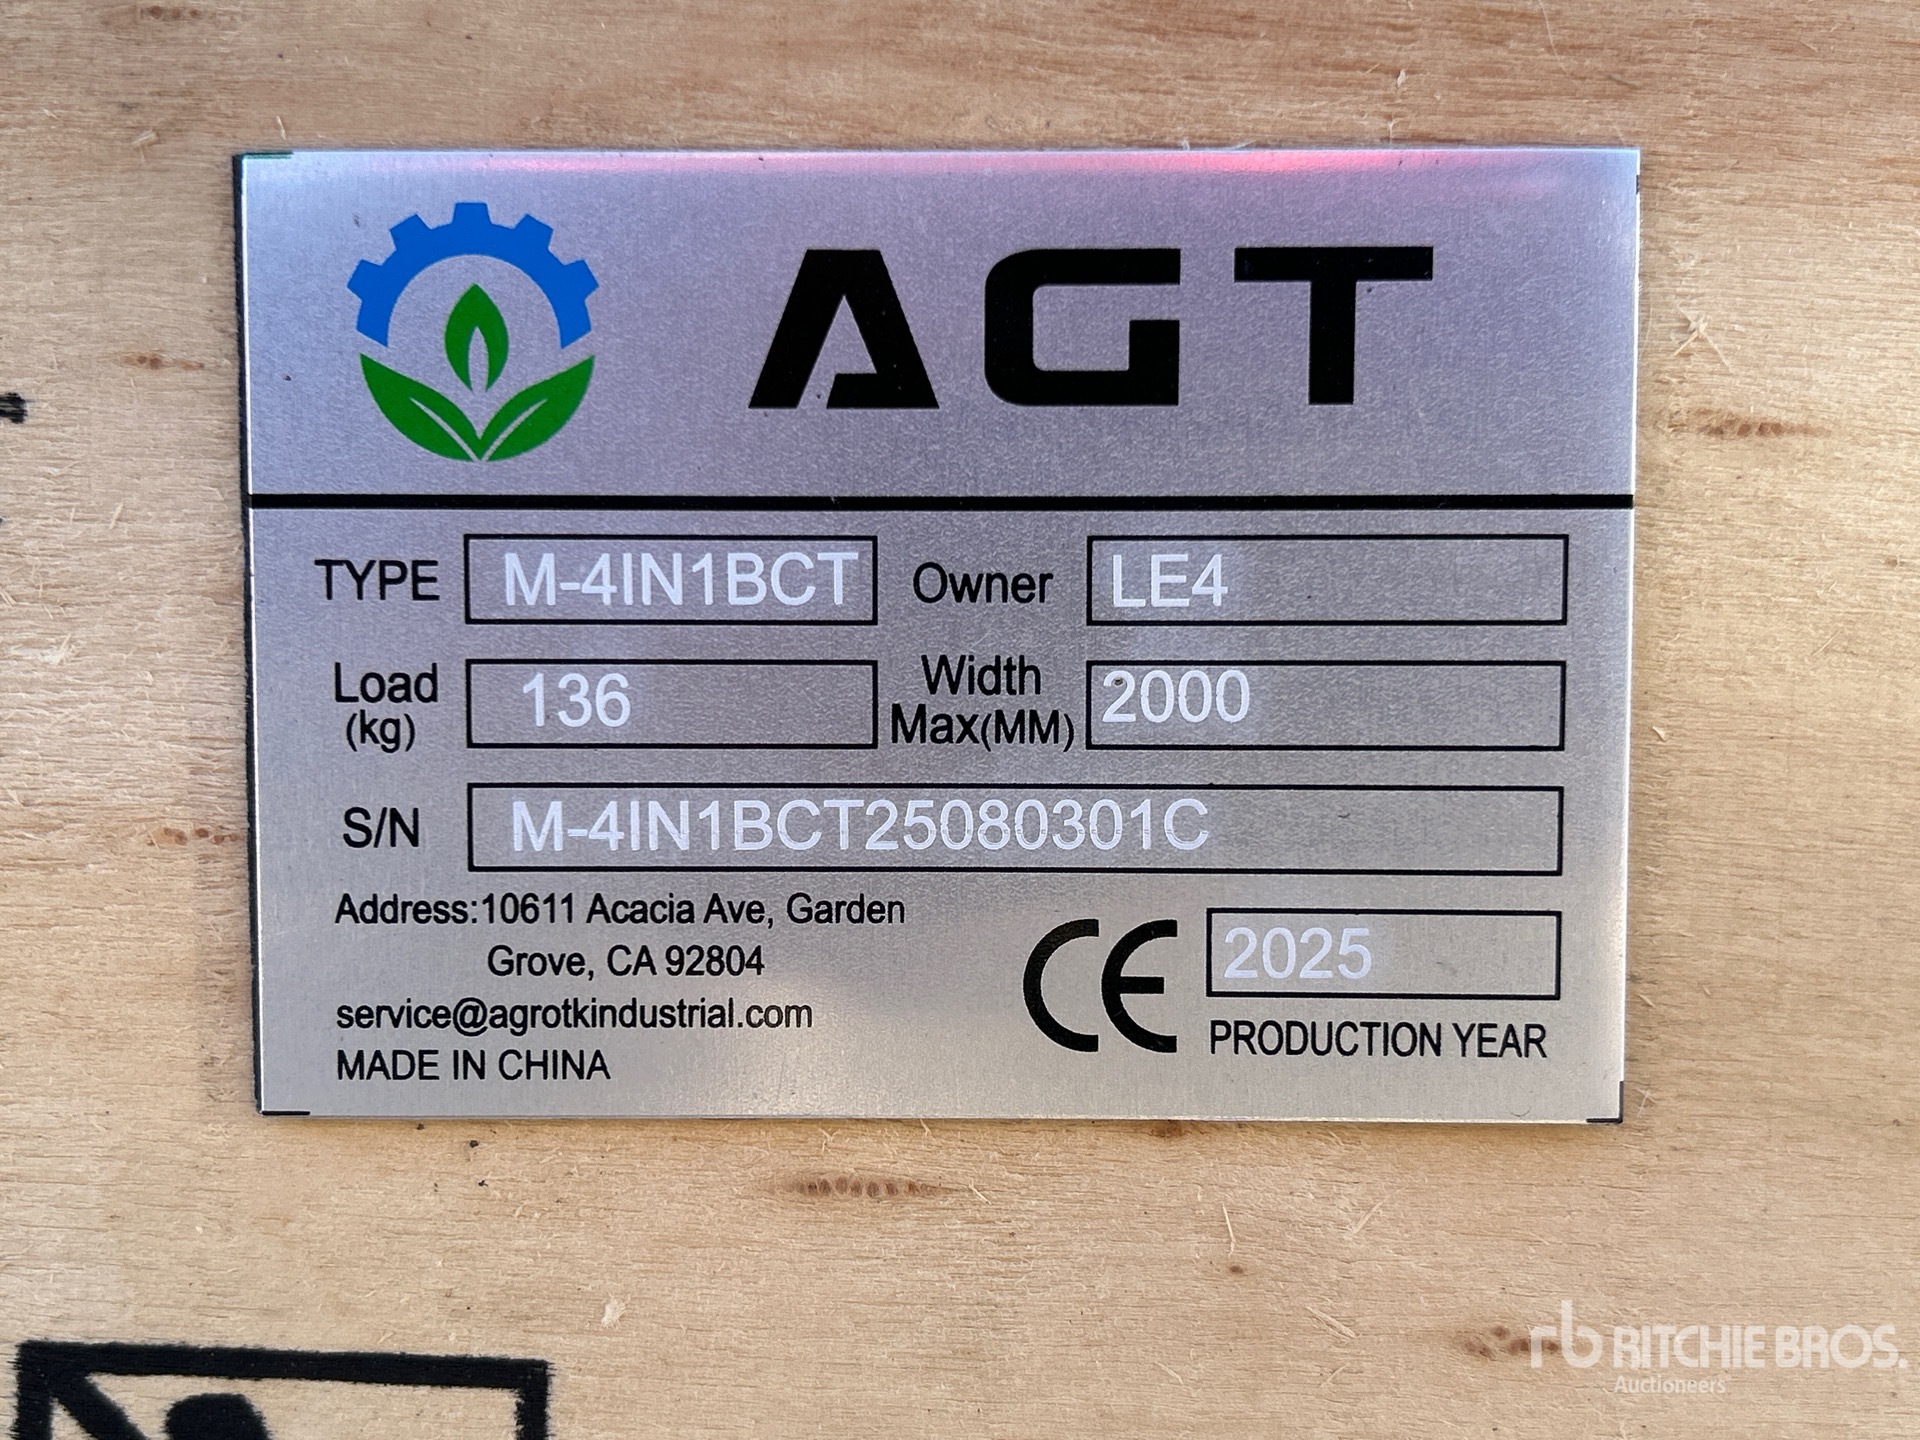 AGT
TYPE M-4IN1BCT Owner LE4
Load (kg) 136 Width Max(MM) 2000
S/N M-4IN1BCT25080301C
Address:10611 Acacia Ave, Garden
Grove, CA 92804
service@agrotkindustrial.com
MADE IN CHINA
CE 2025
PRODUCTION YEAR
rb RITCHIE BROS.
Auctioneers